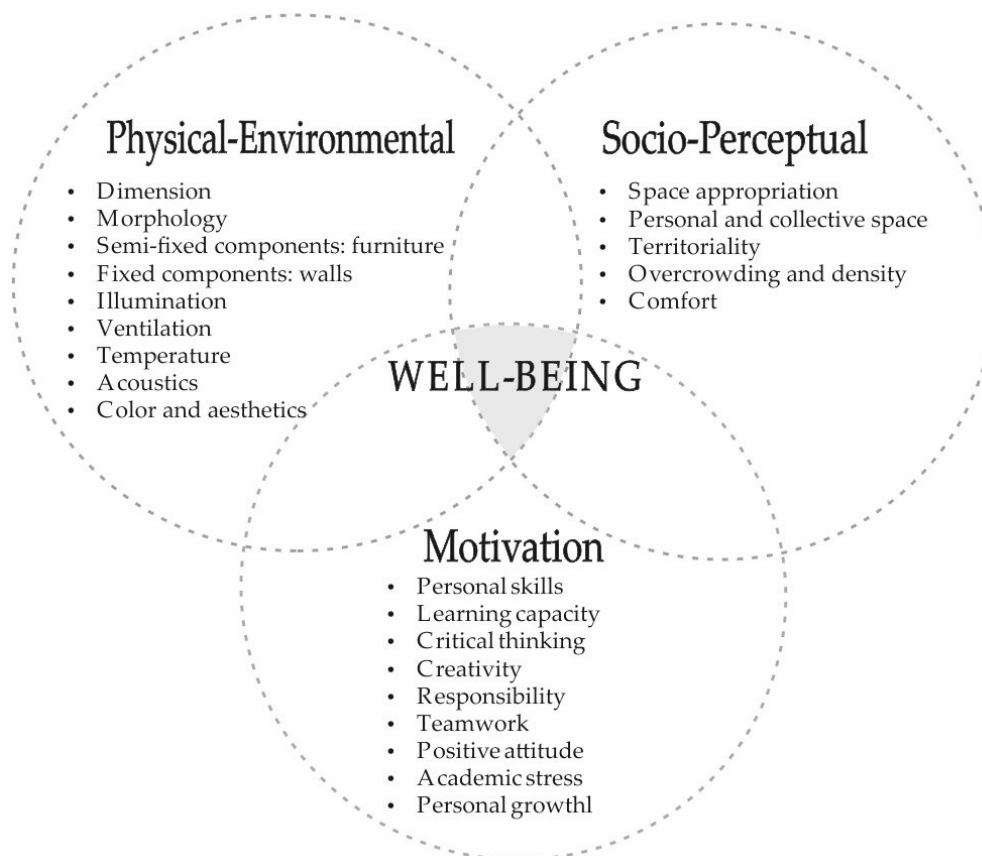 Physical-Environmental
• Dimension
• Morphology
• Semi-fixed components: furniture
• Fixed components: walls
• Illumination
• Ventilation
• Temperature
• Acoustics
• Color and aesthetics
Socio-Perceptual
• Space appropriation
• Personal and collective space
• Territoriality
• Overcrowding and density
• Comfort
WELL-BEING
Motivation
• Personal skills
• Learning capacity
• Critical thinking
• Creativity
• Responsibility
• Teamwork
• Positive attitude
• Academic stress
• Personal growthl